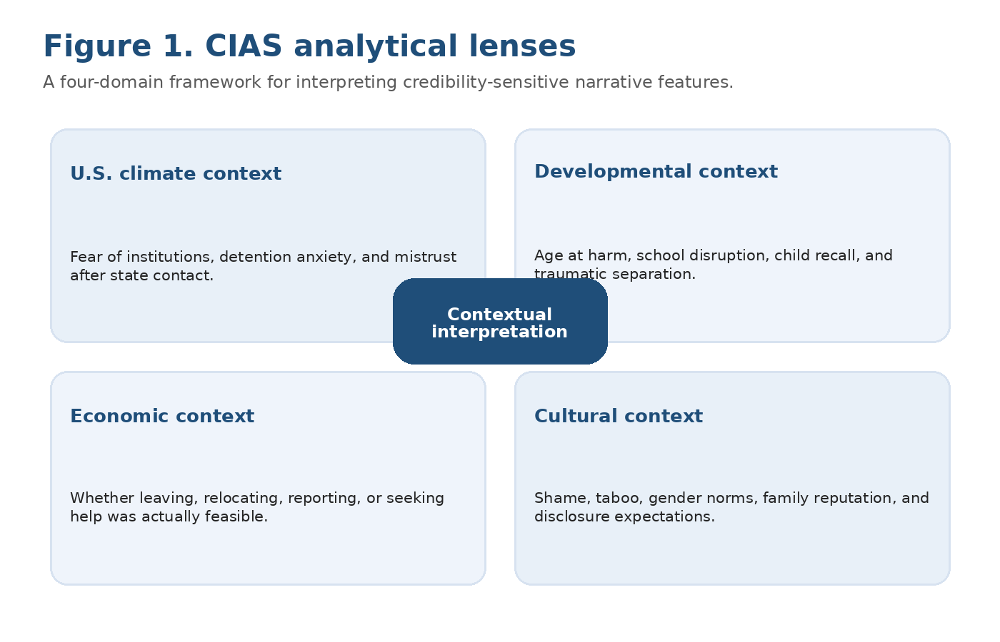 Figure 1. CIAS analytical lenses
A four-domain framework for interpreting credibility-sensitive narrative features.
U.S. climate context
Fear of institutions, detention anxiety, and mistrust
after state contact.
Developmental context
Age at harm, school disruption, child recall, and
traumatic separation.
Contextual
interpretation
Economic context
Whether leaving, relocating, reporting, or seeking
help was actually feasible.
Cultural context
Shame, taboo, gender norms, family reputation, and
disclosure expectations.